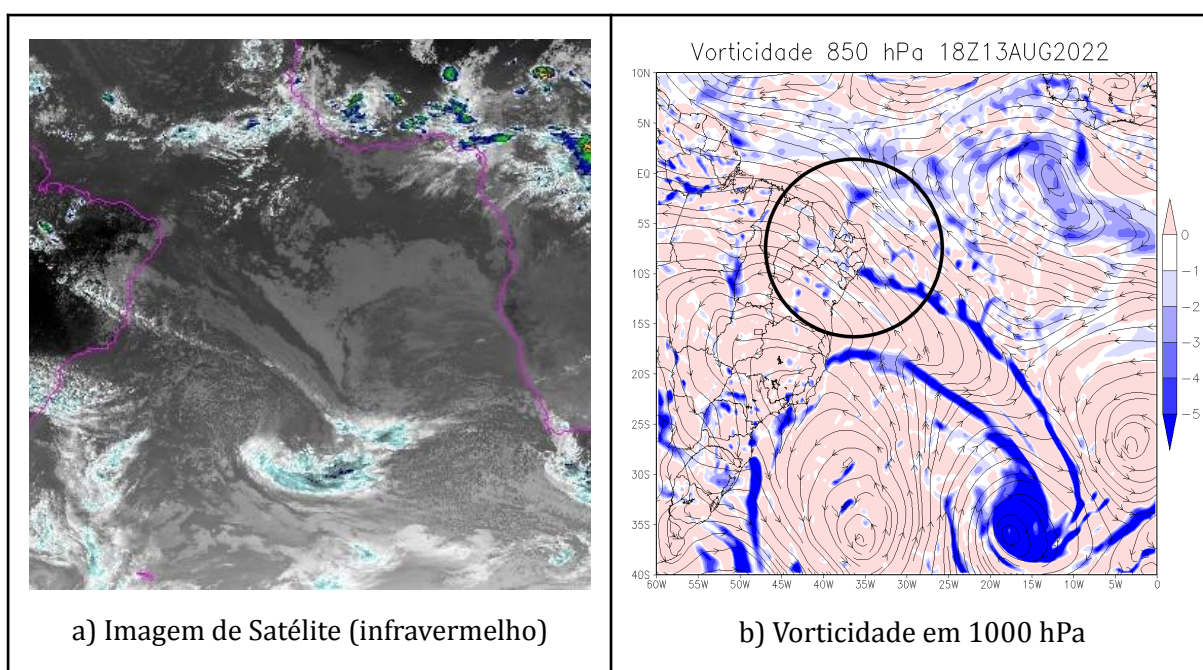 Vorticidade 850 hPa 18Z13AUG2022
10N
5N
EQ
5S
10S
15S
20S
25S
30S
35S
40S
60W 55W 50W 45W 40W 35W 30W 25W 20W 15W 10W 5W 0
0
-1
-2
-3
-4
-5
a) Imagem de Satélite (infravermelho)
b) Vorticidade em 1000 hPa